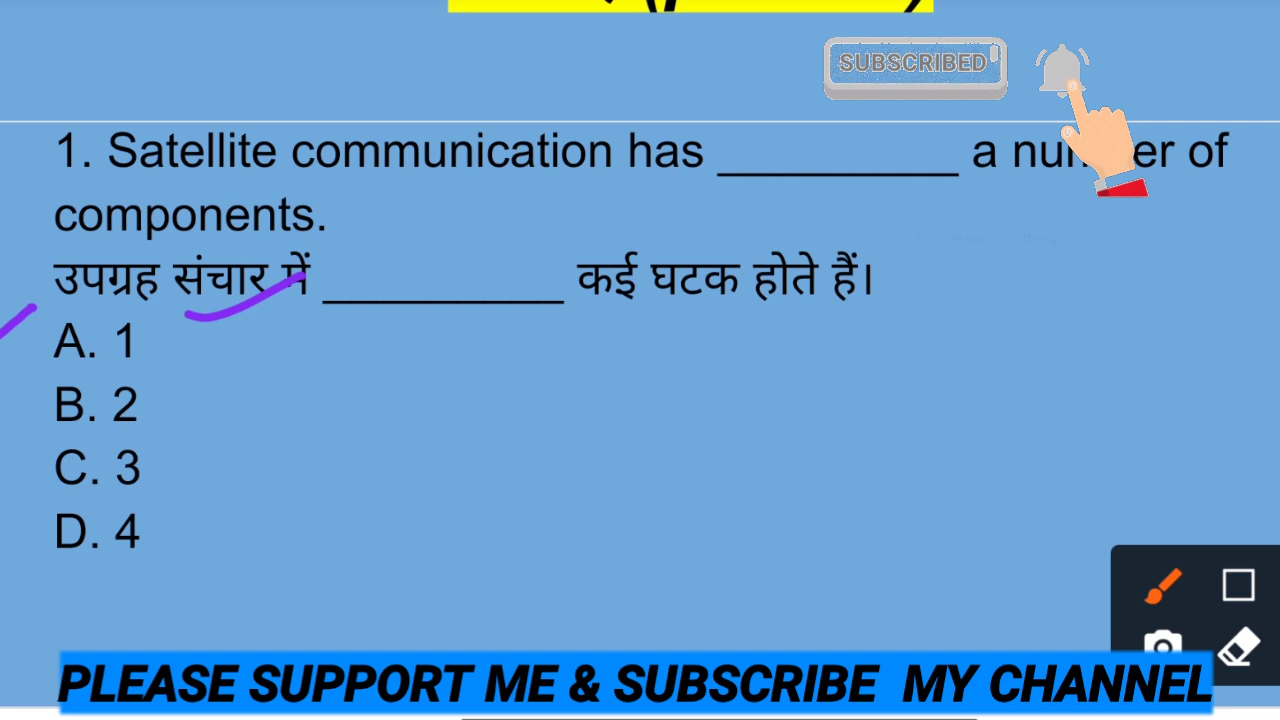 SUBSCRIBED
1. Satellite communication has __________ a number of
components.
उपग्रह संचार में __________ कई घटक होते हैं।
A. 1
B. 2
C. 3
D. 4
PLEASE SUPPORT ME & SUBSCRIBE MY CHANNEL